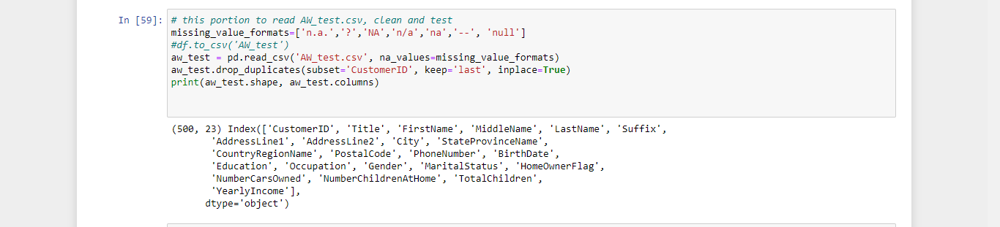 In [59]: # this portion to read AW_test.csv, clean and test
missing_value_formats=['n.a.','?','NA','n/a','na','--', 'null']
#df.to_csv('AW_test')
aw_test = pd.read_csv('AW_test.csv', na_values=missing_value_formats)
aw_test.drop_duplicates(subset='CustomerID', keep='last', inplace=True)
print(aw_test.shape, aw_test.columns)
(500, 23) Index(['CustomerID', 'Title', 'FirstName', 'MiddleName', 'LastName', 'Suffix',
'AddressLine1', 'AddressLine2', 'City', 'StateProvinceName',
'CountryRegionName', 'PostalCode', 'PhoneNumber', 'BirthDate',
'Education', 'Occupation', 'Gender', 'MaritalStatus', 'HomeOwnerFlag',
'NumberCarsOwned', 'NumberChildrenAtHome', 'TotalChildren',
'YearlyIncome'],
dtype='object')